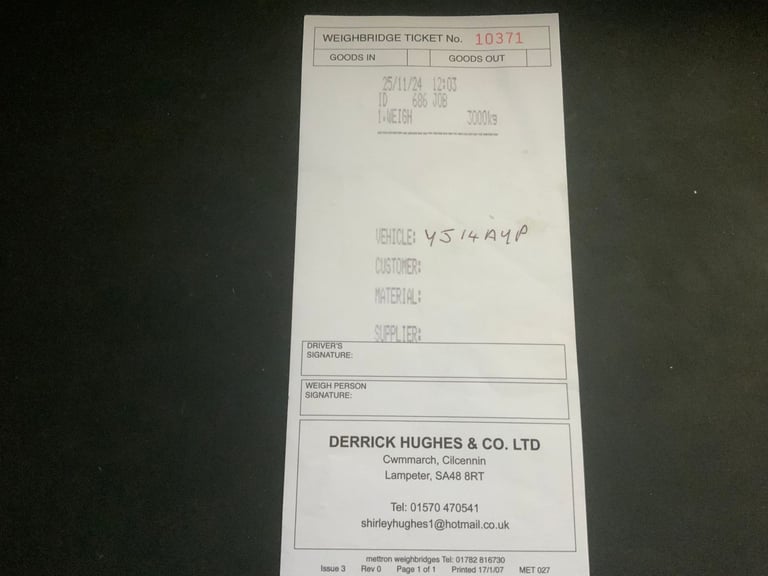 WEIGHBRIDGE TICKET No. 10371
GOODS IN GOODS OUT
25/11/24 12:03
ID 686 JOB
1.WEIGH 3000kg
VEHICLE: YJ14AYP
CUSTOMER:
MATERIAL:
SUPPLIER:
DRIVER'S
SIGNATURE:
WEIGH PERSON
SIGNATURE:
DERRICK HUGHES & CO. LTD
Cwmmarch, Cilcennin
Lampeter, SA48 8RT
Tel: 01570 470541
shirleyhughes1@hotmail.co.uk
mettron weighbridges Tel: 01782 816730
Issue 3 Rev 0 Page 1 of 1 Printed 17/1/07 MET 027